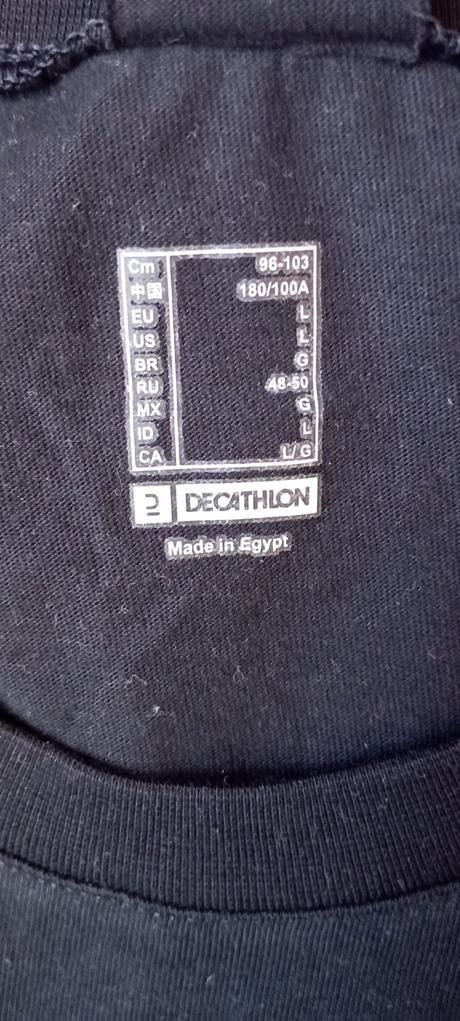 Cm 96-103
中国 180/100A
EU L
US L
BR G
RU 48-50
MX G
ID L
CA L/G
DECATHLON
Made in Egypt